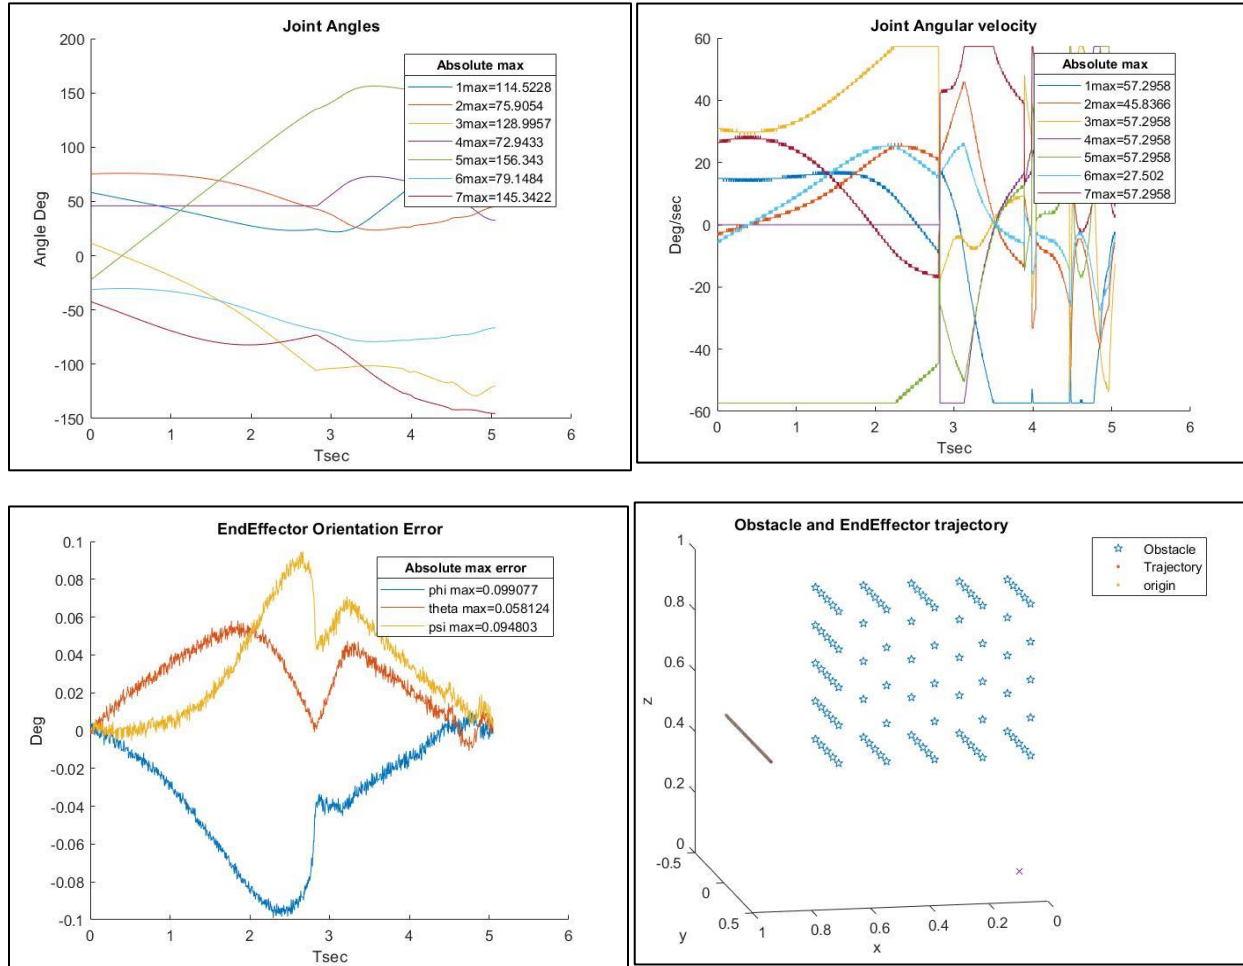 Joint Angles
200
150
100
50
0
-50
-100
-150
Angle Deg
0 1 2 3 4 5 6
Tsec
Absolute max
1max=114.5228
2max=75.9054
3max=128.9957
4max=72.9433
5max=156.343
6max=79.1484
7max=145.3422
Joint Angular velocity
60
40
20
0
-20
-40
-60
Deg/sec
0 1 2 3 4 5 6
Tsec
Absolute max
1max=57.2958
2max=45.8366
3max=57.2958
4max=57.2958
5max=57.2958
6max=27.502
7max=57.2958
EndEffector Orientation Error
0.1
0.08
0.06
0.04
0.02
0
-0.02
-0.04
-0.06
-0.08
-0.1
Deg
0 1 2 3 4 5 6
Tsec
Absolute max error
phi max=0.099077
theta max=0.058124
psi max=0.094803
Obstacle and EndEffector trajectory
1
0.8
0.6
0.4
0.2
0
z
-0.5
0
0.5
y
1 0.8 0.6 0.4 0.2 0
x
Obstacle
Trajectory
origin